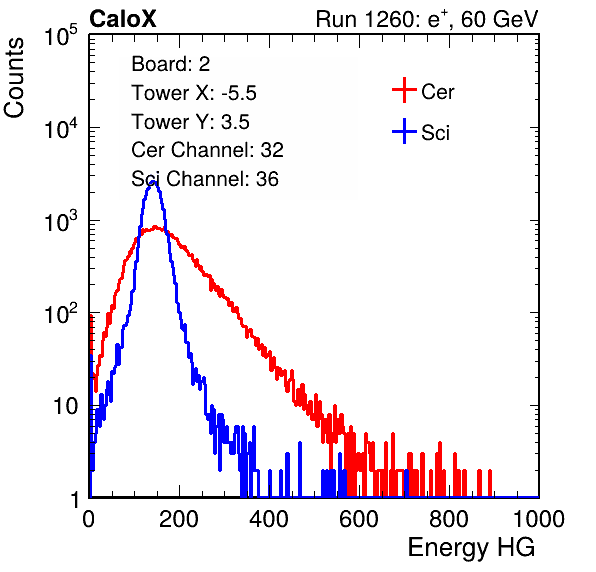 CaloX Run 1260: e⁺, 60 GeV
Counts
Board: 2
Tower X: -5.5
Tower Y: 3.5
Cer Channel: 32
Sci Channel: 36
Cer
Sci
10⁵
10⁴
10³
10²
10
1
0 200 400 600 800 1000
Energy HG